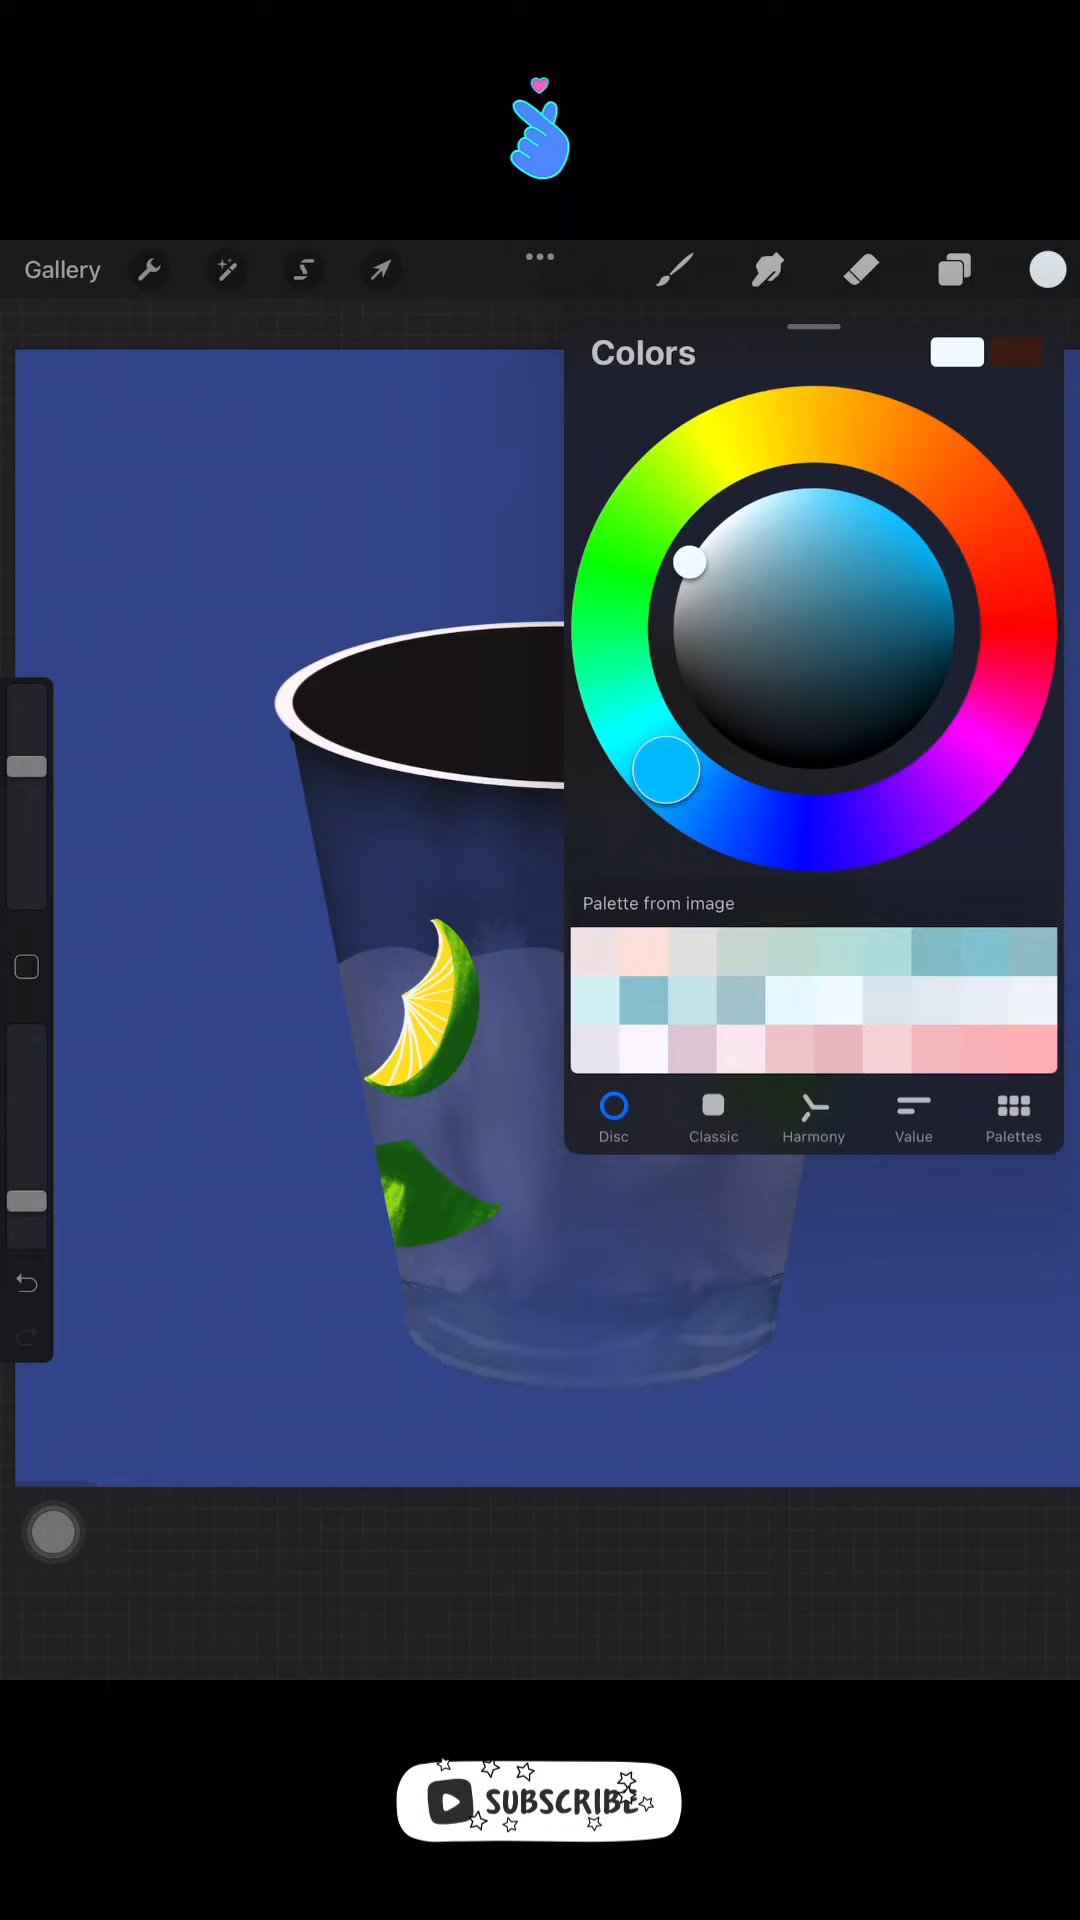 Gallery
Colors
Palette from image
Disc
Classic
Harmony
Value
Palettes
SUBSCRIBE